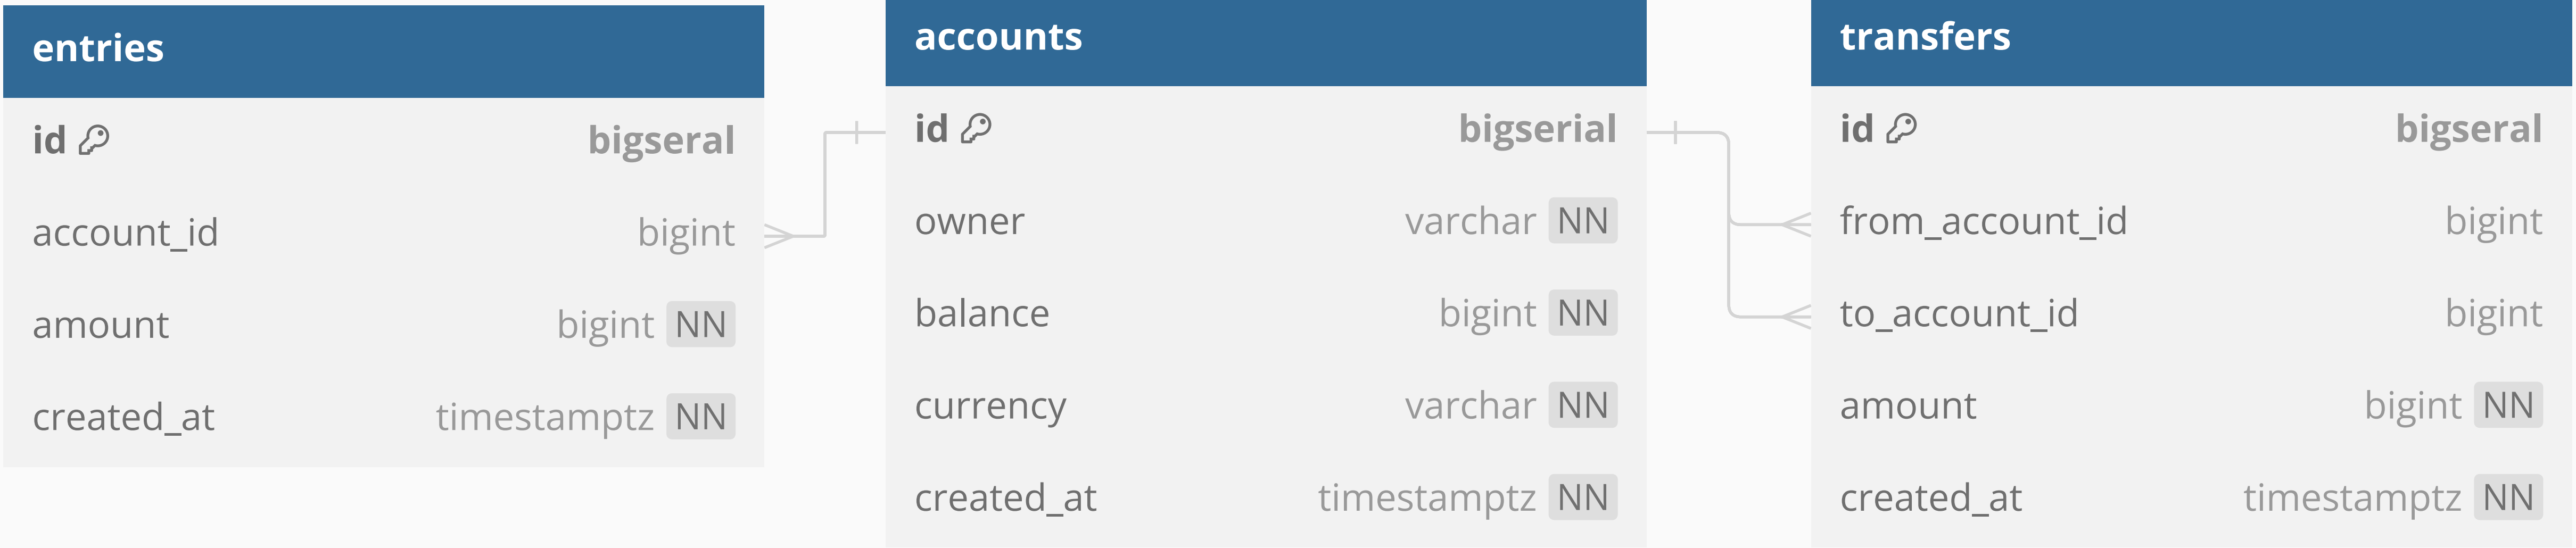 entries
id bigseral
account_id bigint
amount bigint NN
created_at timestamptz NN
accounts
id bigserial
owner varchar NN
balance bigint NN
currency varchar NN
created_at timestamptz NN
transfers
id bigseral
from_account_id bigint
to_account_id bigint
amount bigint NN
created_at timestamptz NN